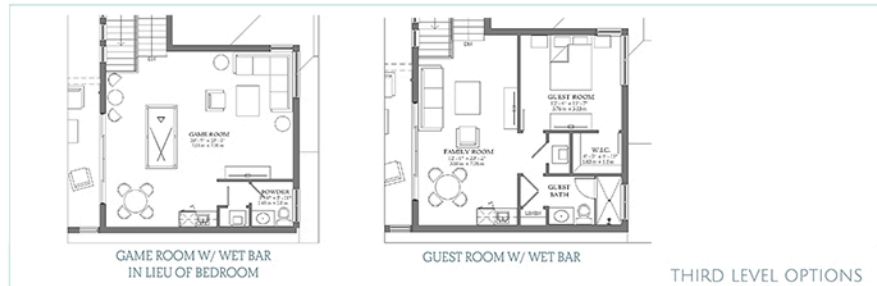 GAME ROOM
POWDER
GAME ROOM W/ WET BAR
IN LIEU OF BEDROOM
GUEST ROOM
FAMILY ROOM
W.I.C.
GUEST
BATH
LINEN
GUEST ROOM W/ WET BAR
THIRD LEVEL OPTIONS